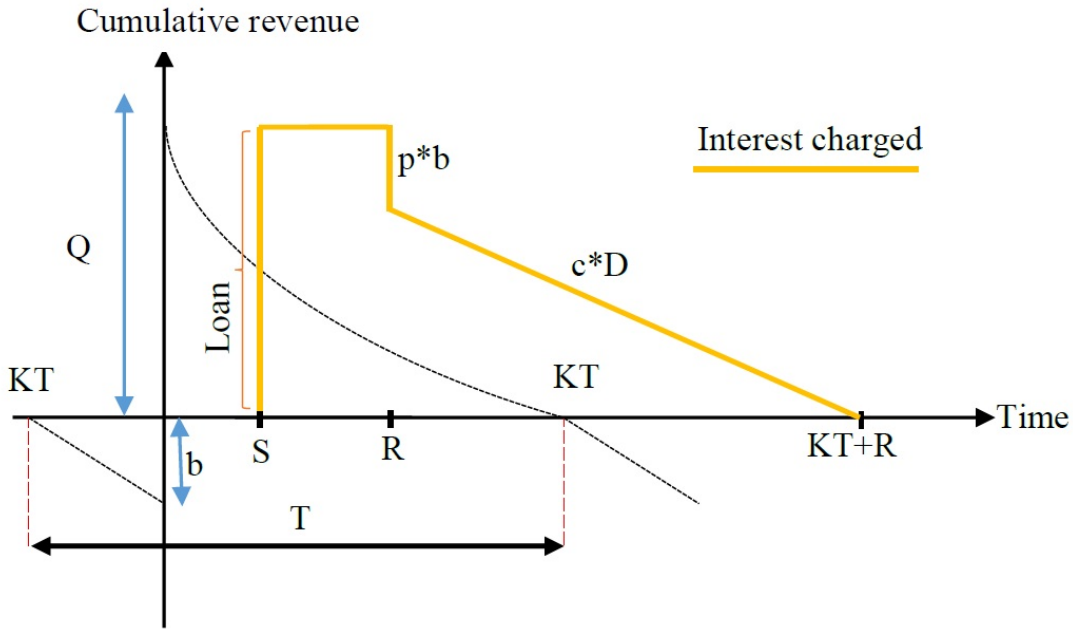 Cumulative revenue
Interest charged
p*b
Q
c*D
Loan
KT
KT
Time
S
R
KT+R
b
T